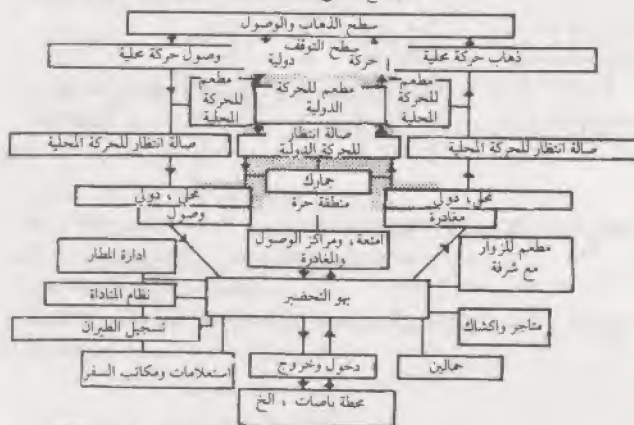 سطح الذهاب والوصول
ذهاب حركة محلية
سطح التوقف
حركة دولية
وصول حركة محلية
مطعم
للحركة
المحلية
مطعم للحركة
الدولية
مطعم
للحركة
المحلية
صالة انتظار للحركة المحلية
صالة انتظار
للحركة الدولية
صالة انتظار للحركة المحلية
جمارك
منطقة حرة
محلي ، دولي
مغادرة
محلي ، دولي
وصول
امتعة ، ومراكز الوصول
والمغادرة
مطعم للزوار
مع شرفة
ادارة المطار
بهو التحضير
نظام المناداة
متاجر واكشاك
تسجيل الطيران
حمالين
دخول وخروج
استعلامات ومكاتب السفر
محطة باصات ، الخ